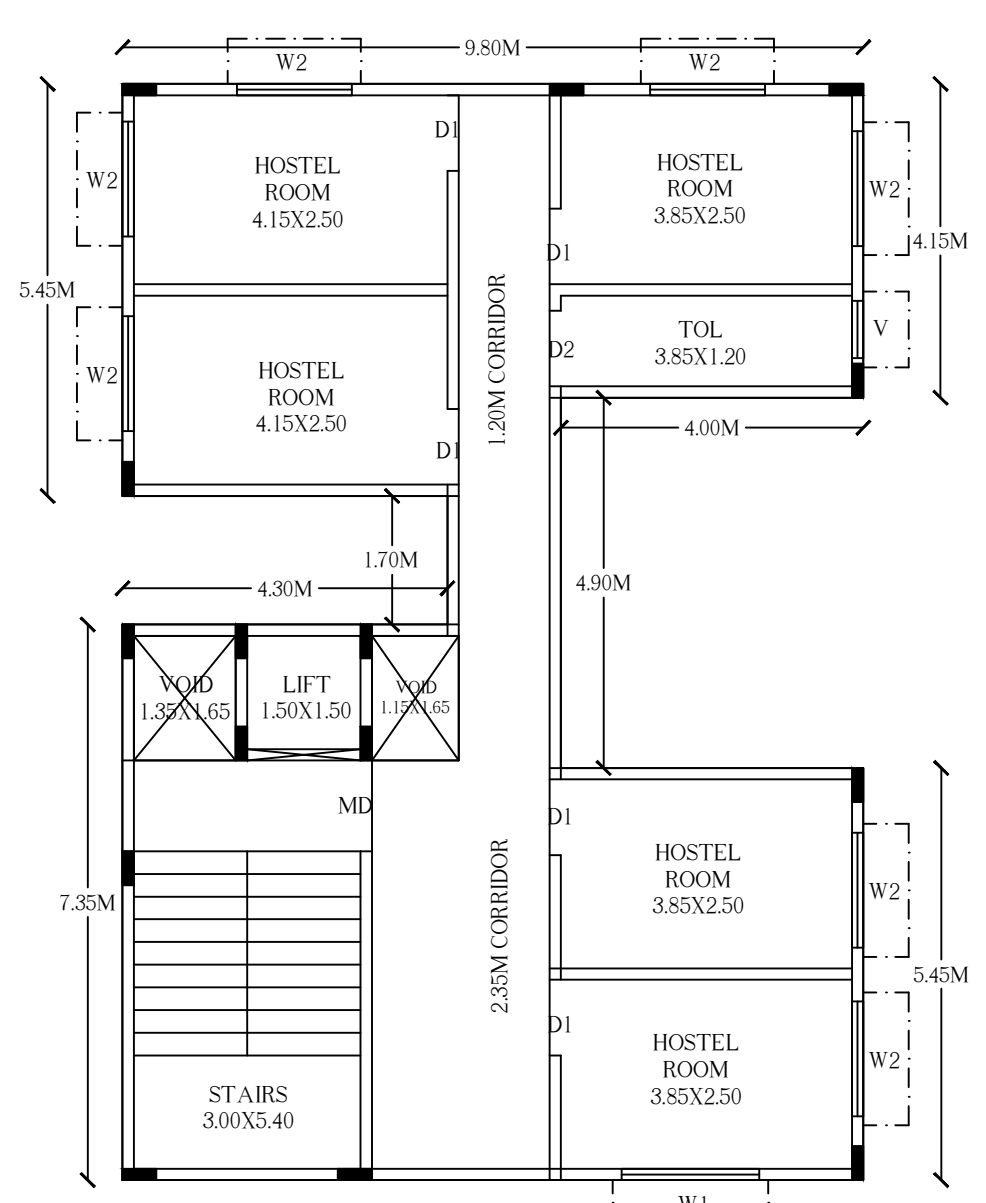 9.80M
W2
W2
D1
HOSTEL
ROOM
4.15X2.50
HOSTEL
ROOM
3.85X2.50
W2
W2
4.15M
D1
5.45M
1.20M CORRIDOR
TOL
3.85X1.20
V
D2
W2
HOSTEL
ROOM
4.15X2.50
D1
4.00M
1.70M
4.30M
4.90M
VOID
1.35X1.65
LIFT
1.50X1.50
VOID
1.15X1.65
MD
D1
HOSTEL
ROOM
3.85X2.50
W2
7.35M
2.35M CORRIDOR
5.45M
D1
HOSTEL
ROOM
3.85X2.50
W2
STAIRS
3.00X5.40
W1